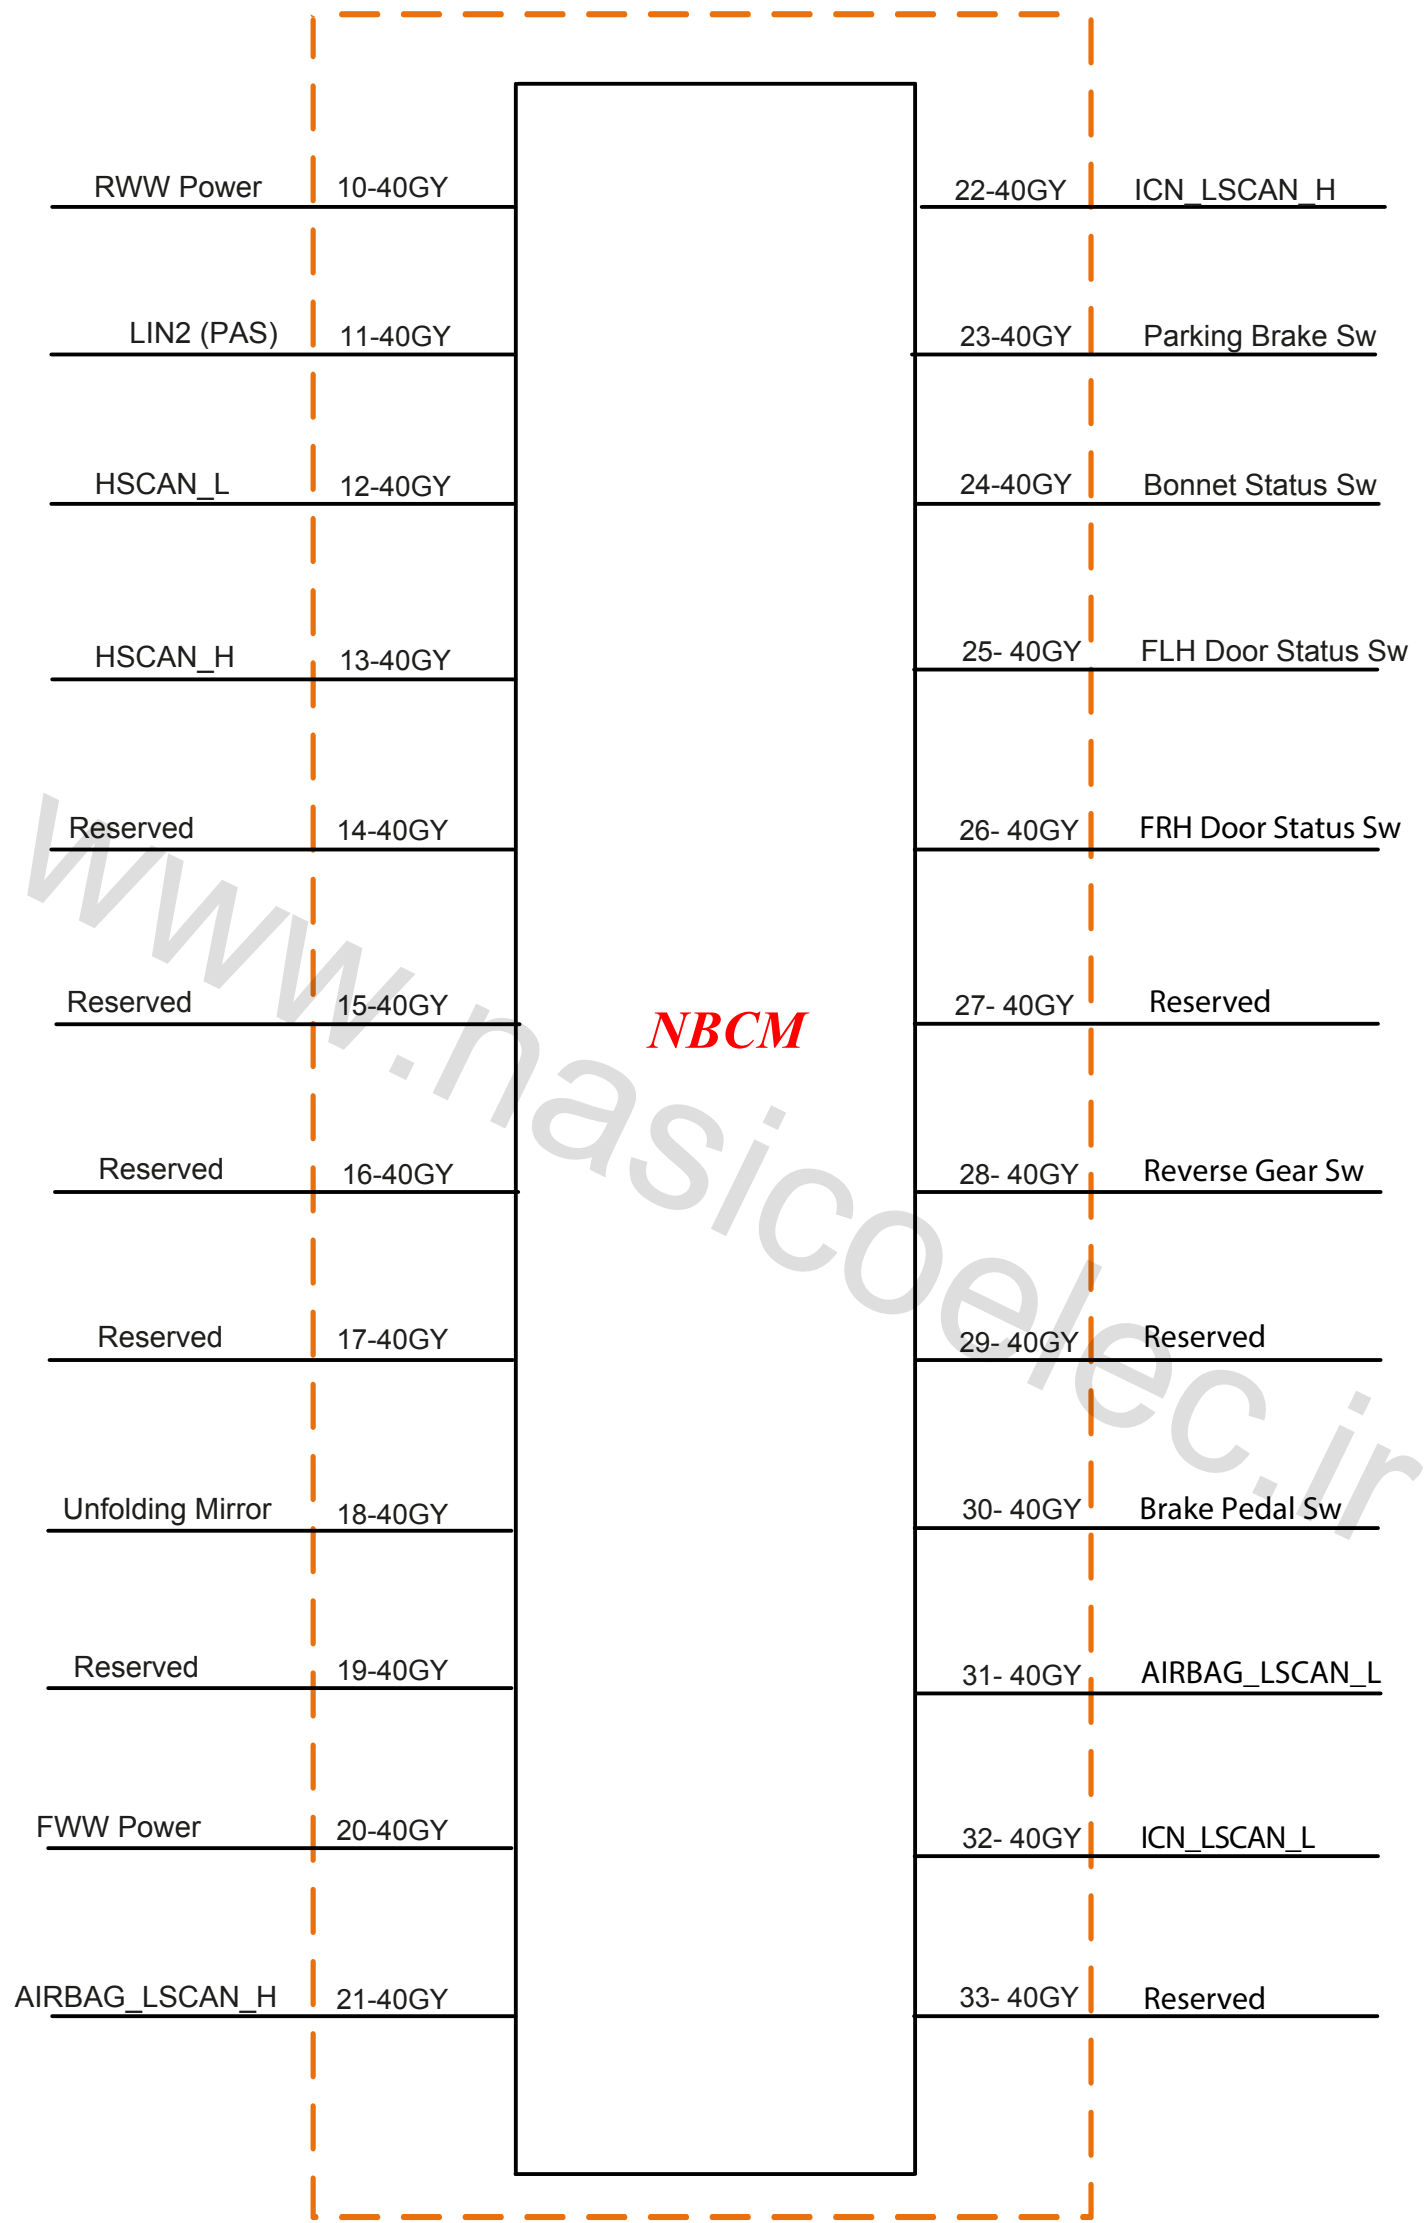 RWW Power 10-40GY 22-40GY ICN_LSCAN_H
LIN2 (PAS) 11-40GY 23-40GY Parking Brake Sw
HSCAN_L 12-40GY 24-40GY Bonnet Status Sw
HSCAN_H 13-40GY 25- 40GY FLH Door Status Sw
Reserved 14-40GY 26- 40GY FRH Door Status Sw
Reserved 15-40GY 27- 40GY Reserved
NBCM
Reserved 16-40GY 28- 40GY Reverse Gear Sw
Reserved 17-40GY 29- 40GY Reserved
Unfolding Mirror 18-40GY 30- 40GY Brake Pedal Sw
Reserved 19-40GY 31- 40GY AIRBAG_LSCAN_L
FWW Power 20-40GY 32- 40GY ICN_LSCAN_L
AIRBAG_LSCAN_H 21-40GY 33- 40GY Reserved
www.nasicoelec.ir